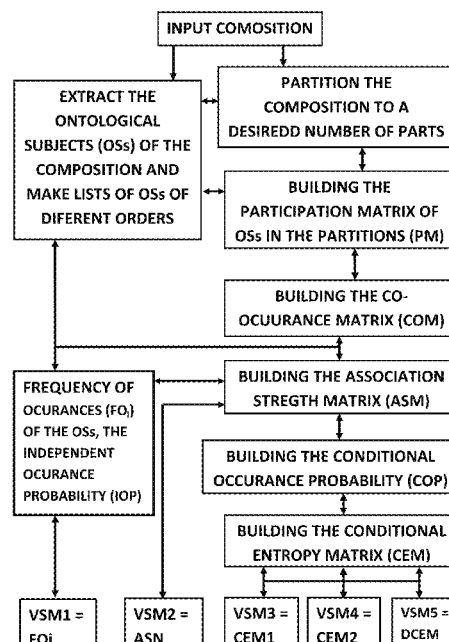 INPUT COMOSITION
EXTRACT THE
ONTOLOGICAL
SUBJECTS (OSs) OF THE
COMPOSITION AND
MAKE LISTS OF OSs OF
DIFERENT ORDERS
PARTITION THE
COMPOSITION TO A
DESIREDD NUMBER OF PARTS
BUILDING THE
PARTICIPATION MATRIX OF
OSs IN THE PARTITIONS (PM)
BUILDING THE CO-
OCUURANCE MATRIX (COM)
FREQUENCY OF
OCURANCES (FOi)
OF THE OSs, THE
INDEPENDENT
OCURANCE
PROBABILITY (IOP)
BUILDING THE ASSOCIATION
STREGTH MATRIX (ASM)
BUILDING THE CONDITIONAL
OCCURANCE PROBABILITY (COP)
BUILDING THE CONDITIONAL
ENTROPY MATRIX (CEM)
VSM1 =
FOi
VSM2 =
ASN
VSM3 =
CEM1
VSM4 =
CEM2
VSM5 =
DCEM